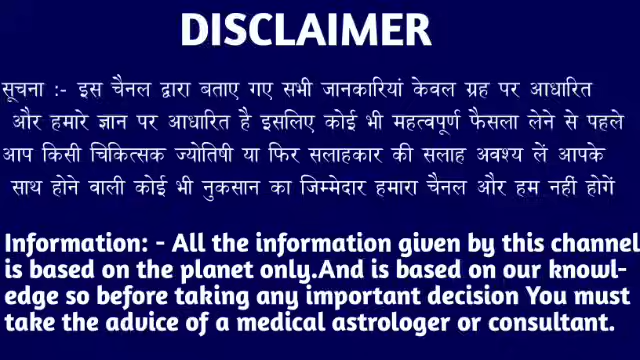 DISCLAIMER
सूचना :- इस चैनल द्वारा बताए गए सभी जानकारियां केवल ग्रह पर आधारित
और हमारे ज्ञान पर आधारित है इसलिए कोई भी महत्वपूर्ण फैसला लेने से पहले
आप किसी चिकित्सक ज्योतिषी या फिर सलाहकार की सलाह अवश्य लें आपके
साथ होने वाली कोई भी नुकसान का जिम्मेदार हमारा चैनल और हम नहीं होगें
Information: - All the information given by this channel
is based on the planet only.And is based on our knowl-
edge so before taking any important decision You must
take the advice of a medical astrologer or consultant.